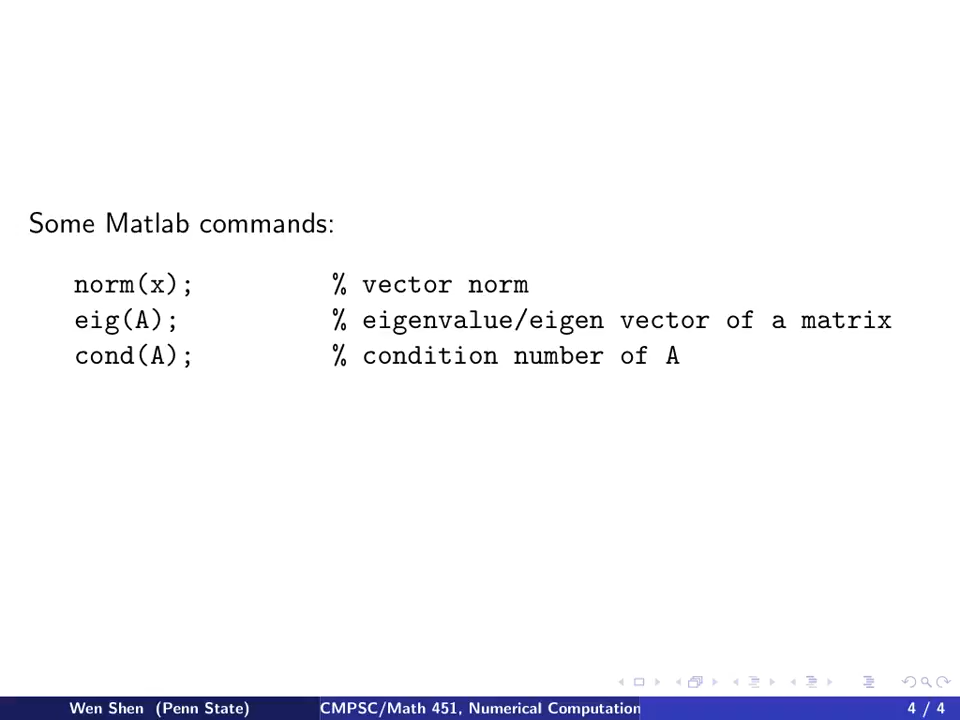 Some Matlab commands:
norm(x); % vector norm
eig(A); % eigenvalue/eigen vector of a matrix
cond(A); % condition number of A
Wen Shen (Penn State) CMPSC/Math 451, Numerical Computation 4 / 4